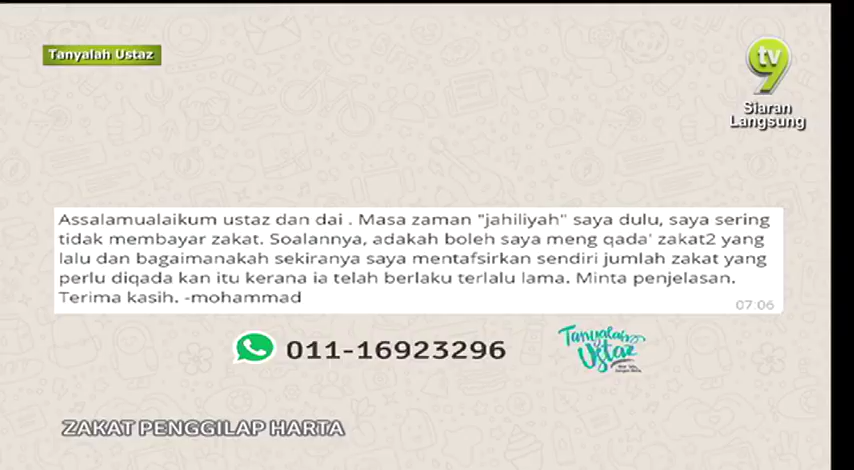 Tanyalah Ustaz
tv
9
Siaran
Langsung
Assalamualaikum ustaz dan dai . Masa zaman "jahiliyah" saya dulu, saya sering
tidak membayar zakat. Soalannya, adakah boleh saya meng qada' zakat2 yang
lalu dan bagaimanakah sekiranya saya mentafsirkan sendiri jumlah zakat yang
perlu diqada kan itu kerana ia telah berlaku terlalu lama. Minta penjelasan.
Terima kasih. -mohammad
07:06
011-16923296
Tanyalah
Ustaz
ZAKAT PENGGILAP HARTA